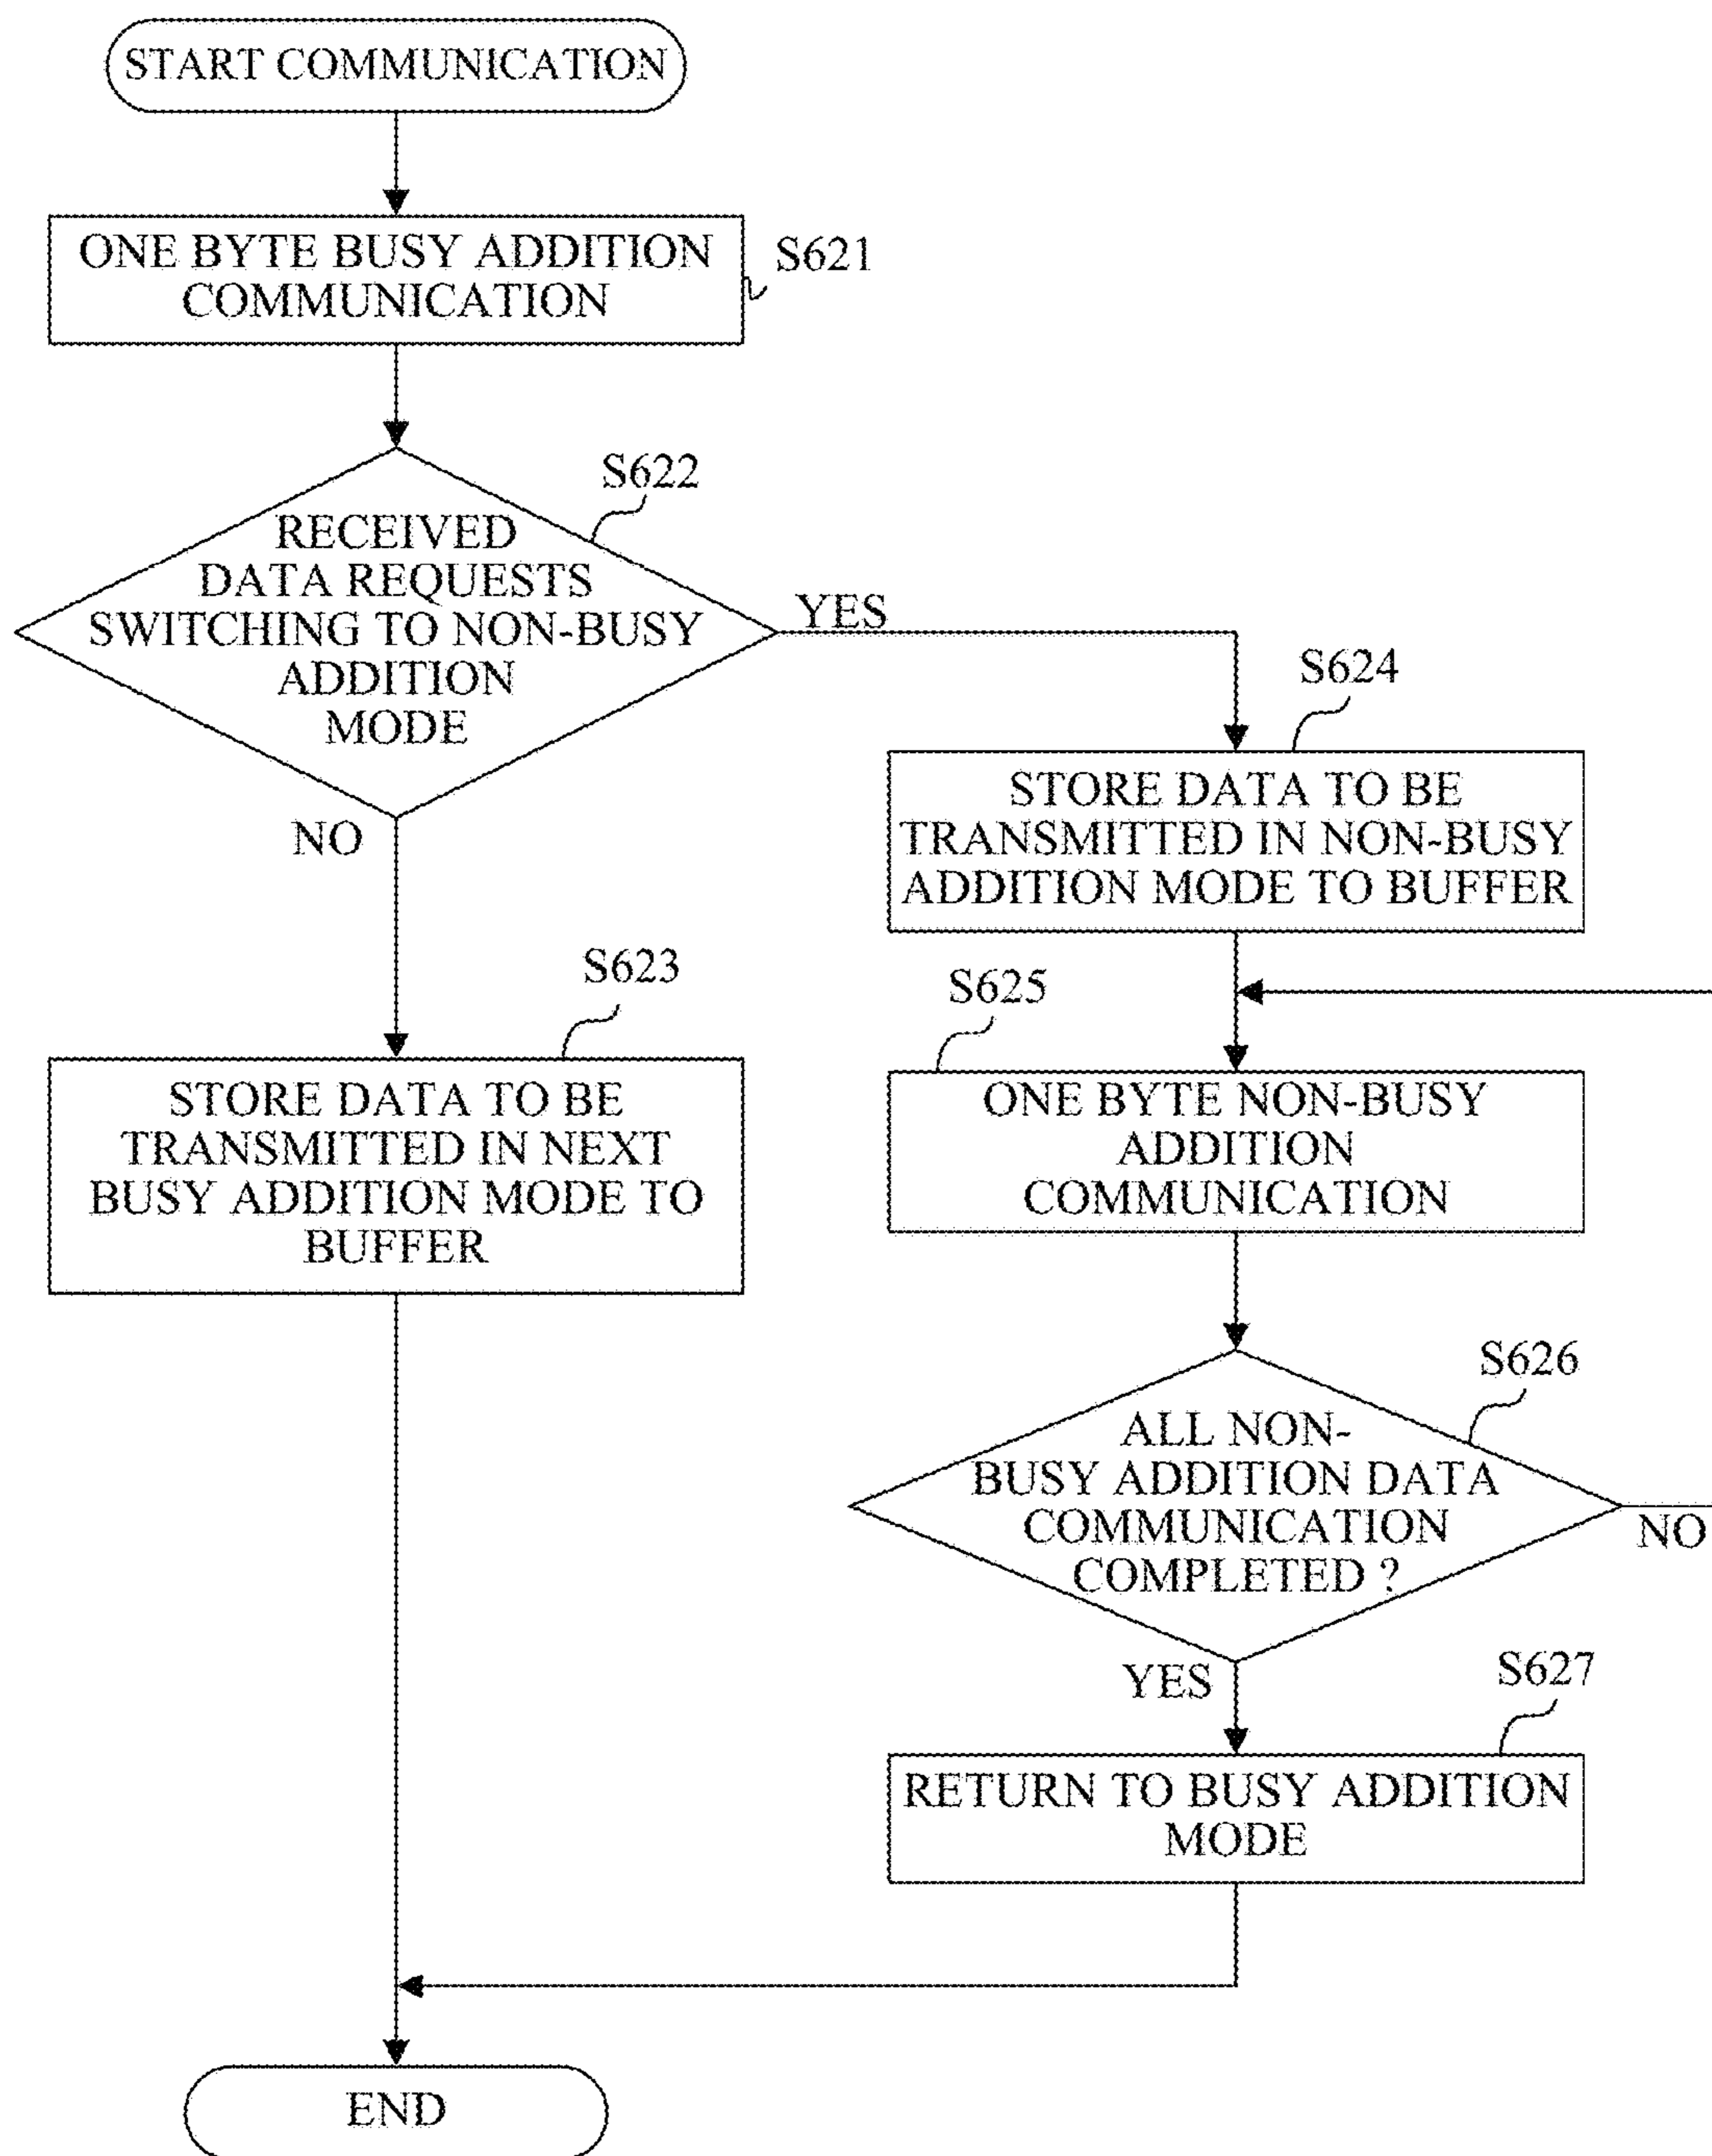 START COMMUNICATION
ONE BYTE BUSY ADDITION
COMMUNICATION
S621
S622
RECEIVED
DATA REQUESTS
SWITCHING TO NON-BUSY
ADDITION
MODE
YES
NO
S623
STORE DATA TO BE
TRANSMITTED IN NEXT
BUSY ADDITION MODE TO
BUFFER
S624
STORE DATA TO BE
TRANSMITTED IN NON-BUSY
ADDITION MODE TO BUFFER
S625
ONE BYTE NON-BUSY
ADDITION
COMMUNICATION
S626
ALL NON-
BUSY ADDITION DATA
COMMUNICATION
COMPLETED ?
NO
YES
S627
RETURN TO BUSY ADDITION
MODE
END